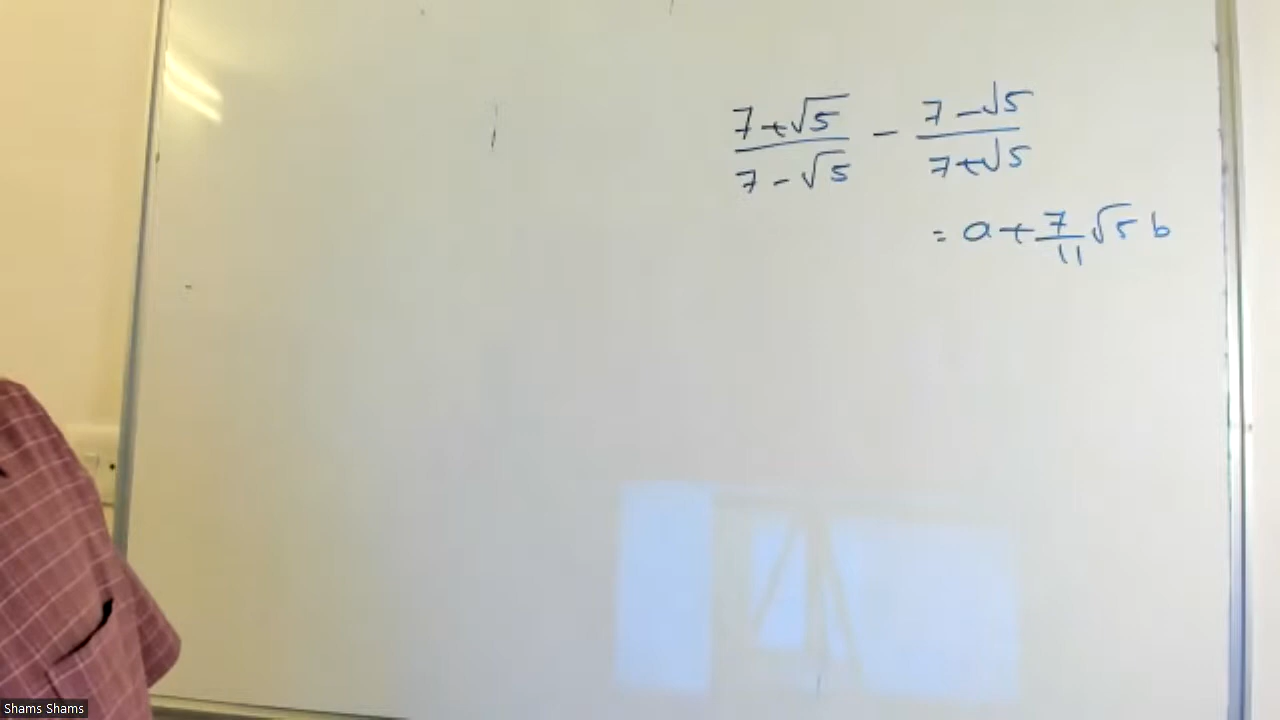 7+√5 / 7-√5 - 7-√5 / 7+√5
= a + 7/11 √5 b
Shams Shams